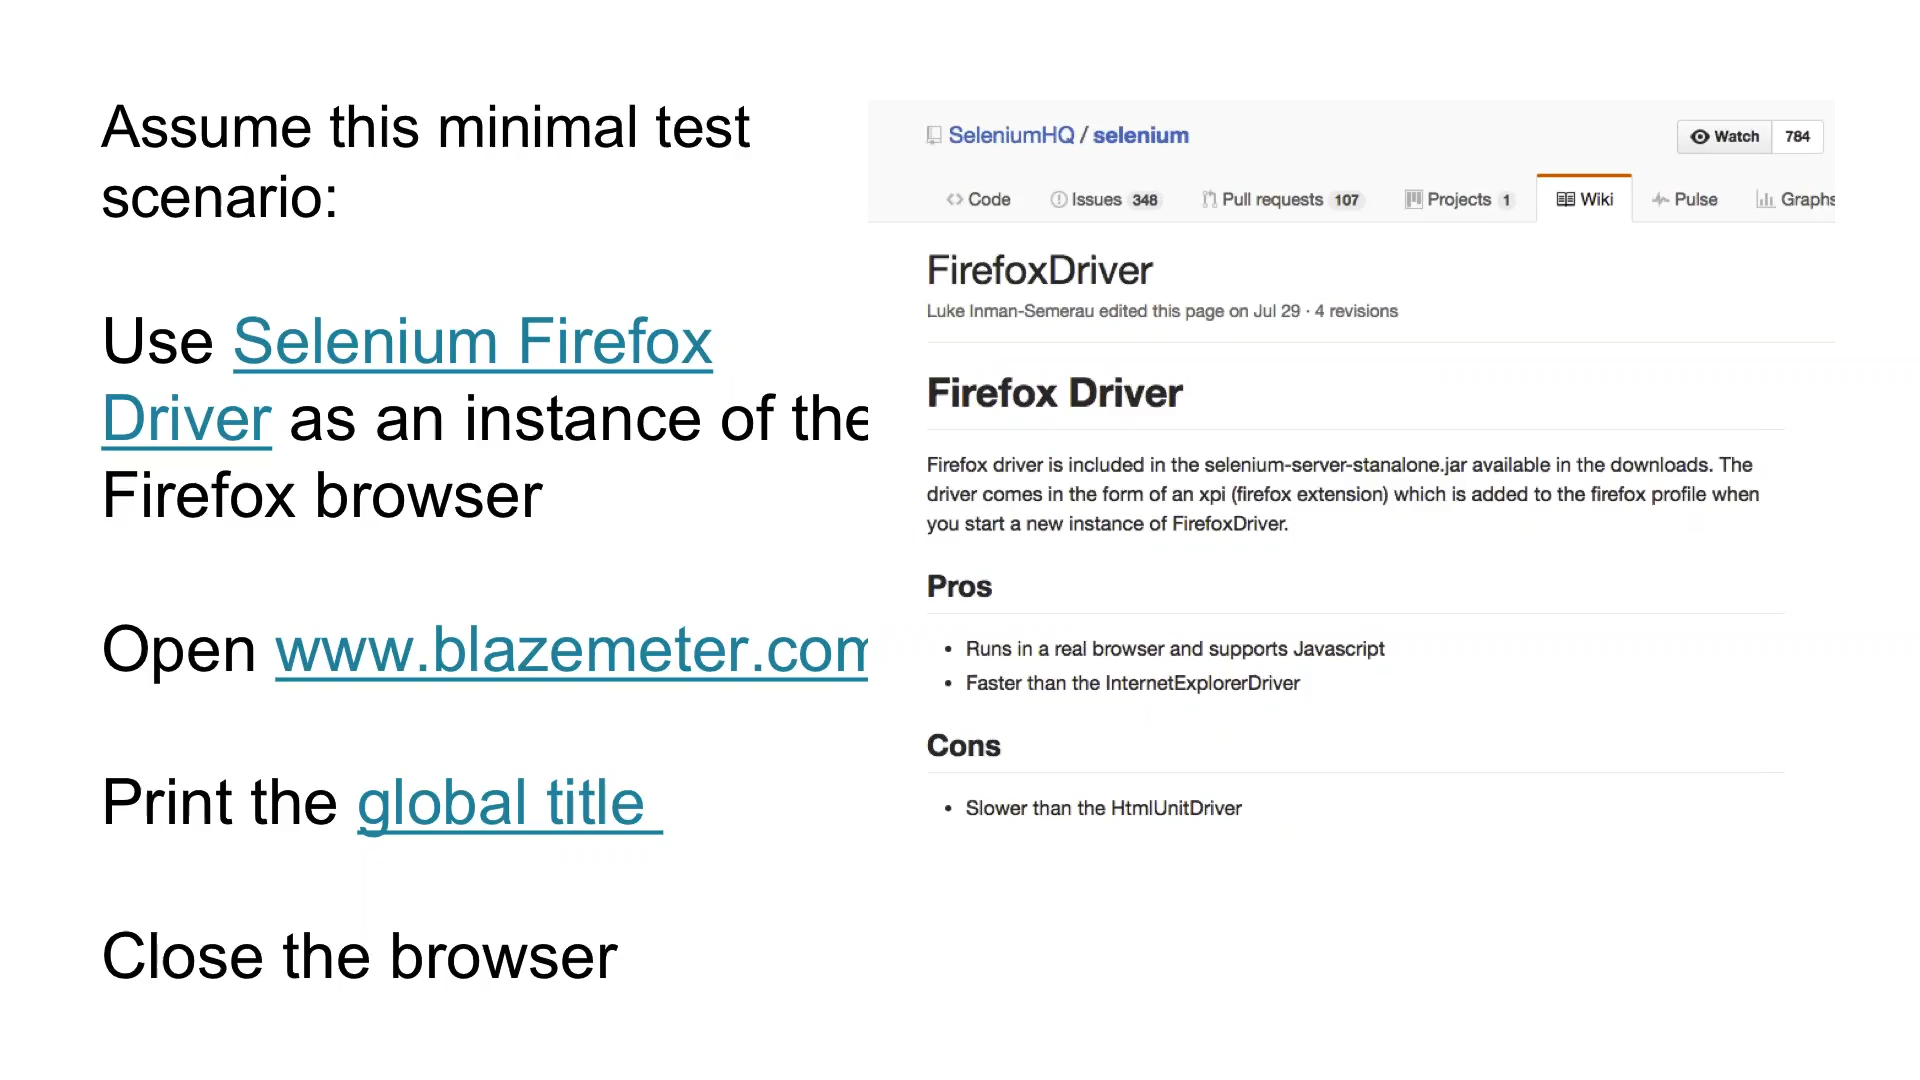 Assume this minimal test
scenario:
Use Selenium Firefox
Driver as an instance of the
Firefox browser
Open www.blazemeter.com
Print the global title
Close the browser
SeleniumHQ / selenium
Watch 784
Code Issues 348 Pull requests 107 Projects 1 Wiki Pulse Graphs
FirefoxDriver
Luke Inman-Semerau edited this page on Jul 29 · 4 revisions
Firefox Driver
Firefox driver is included in the selenium-server-stanalone.jar available in the downloads. The
driver comes in the form of an xpi (firefox extension) which is added to the firefox profile when
you start a new instance of FirefoxDriver.
Pros
• Runs in a real browser and supports Javascript
• Faster than the InternetExplorerDriver
Cons
• Slower than the HtmlUnitDriver